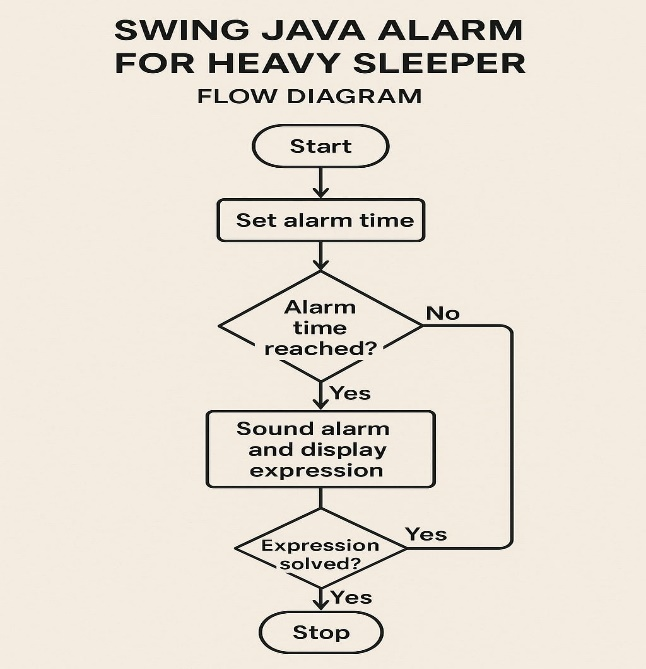 SWING JAVA ALARM
FOR HEAVY SLEEPER
FLOW DIAGRAM
Start
Set alarm time
Alarm
time
reached?
No
Yes
Sound alarm
and display
expression
Expression
solved?
Yes
Yes
Stop